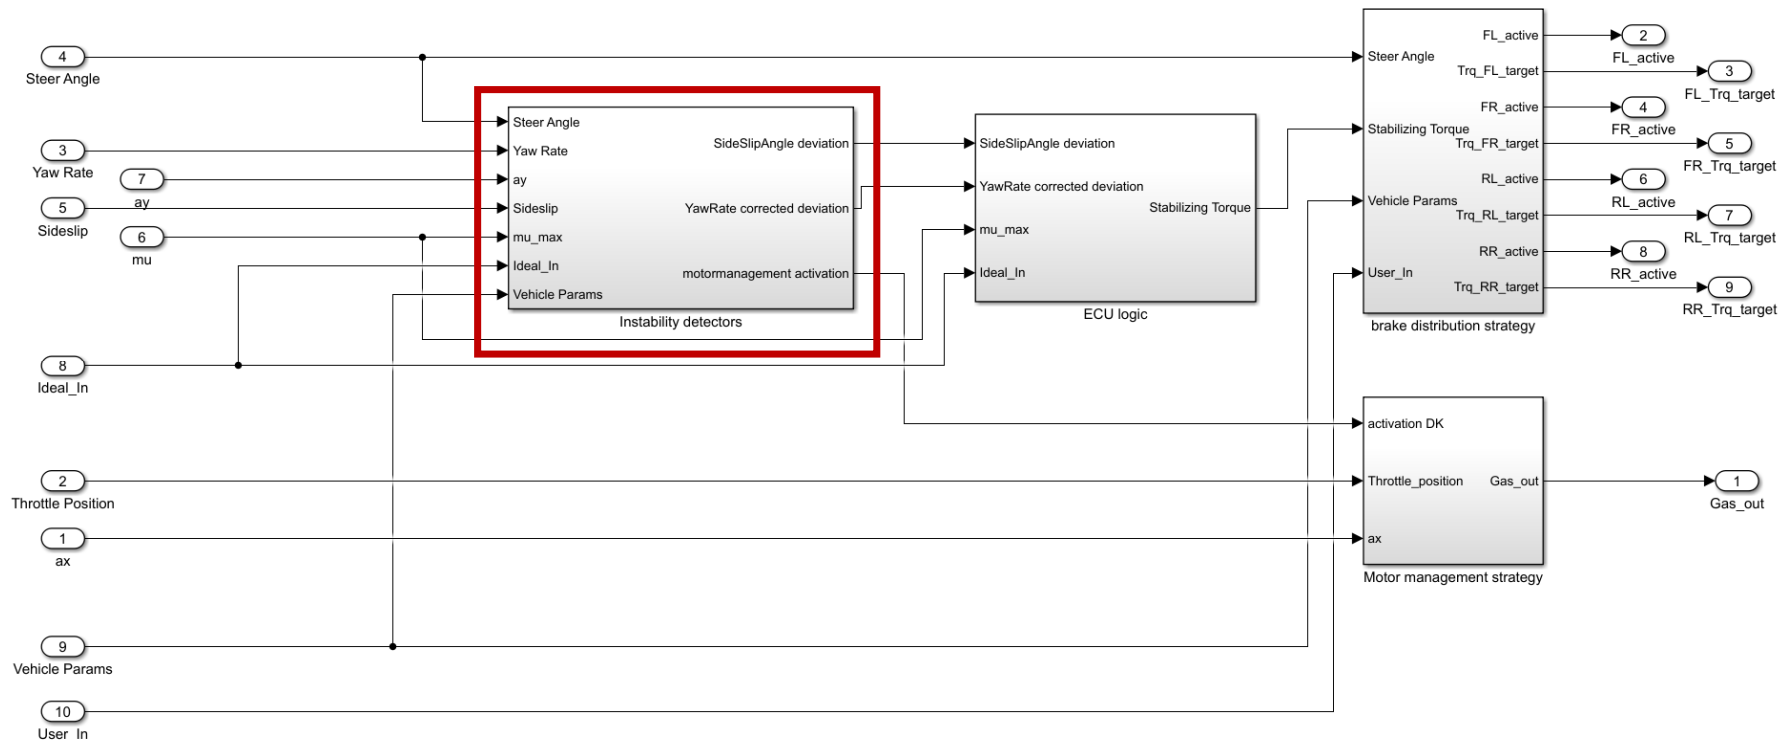 4
Steer Angle
3
Yaw Rate
7
ay
5
Sideslip
6
mu
8
Ideal_In
2
Throttle Position
1
ax
9
Vehicle Params
10
User_In
Steer Angle
Yaw Rate
ay
Sideslip
mu_max
Ideal_In
Vehicle Params
SideSlipAngle deviation
YawRate corrected deviation
motormanagement activation
Instability detectors
SideSlipAngle deviation
YawRate corrected deviation
mu_max
Ideal_In
Stabilizing Torque
ECU logic
Steer Angle
Stabilizing Torque
Vehicle Params
User_In
FL_active
Trq_FL_target
FR_active
Trq_FR_target
RL_active
Trq_RL_target
RR_active
Trq_RR_target
brake distribution strategy
activation DK
Throttle_position
ax
Gas_out
Motor management strategy
2
FL_active
3
FL_Trq_target
4
FR_active
5
FR_Trq_target
6
RL_active
7
RL_Trq_target
8
RR_active
9
RR_Trq_target
1
Gas_out